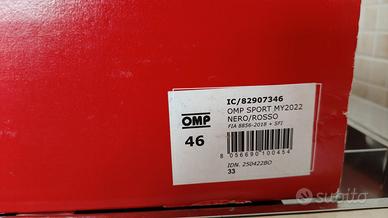 IC/82907346
OMP SPORT MY2022
NERO/ROSSO
FIA 8856-2018 + SFI
OMP
46
8 056690 100454
IDN. 250422BO
33
subito